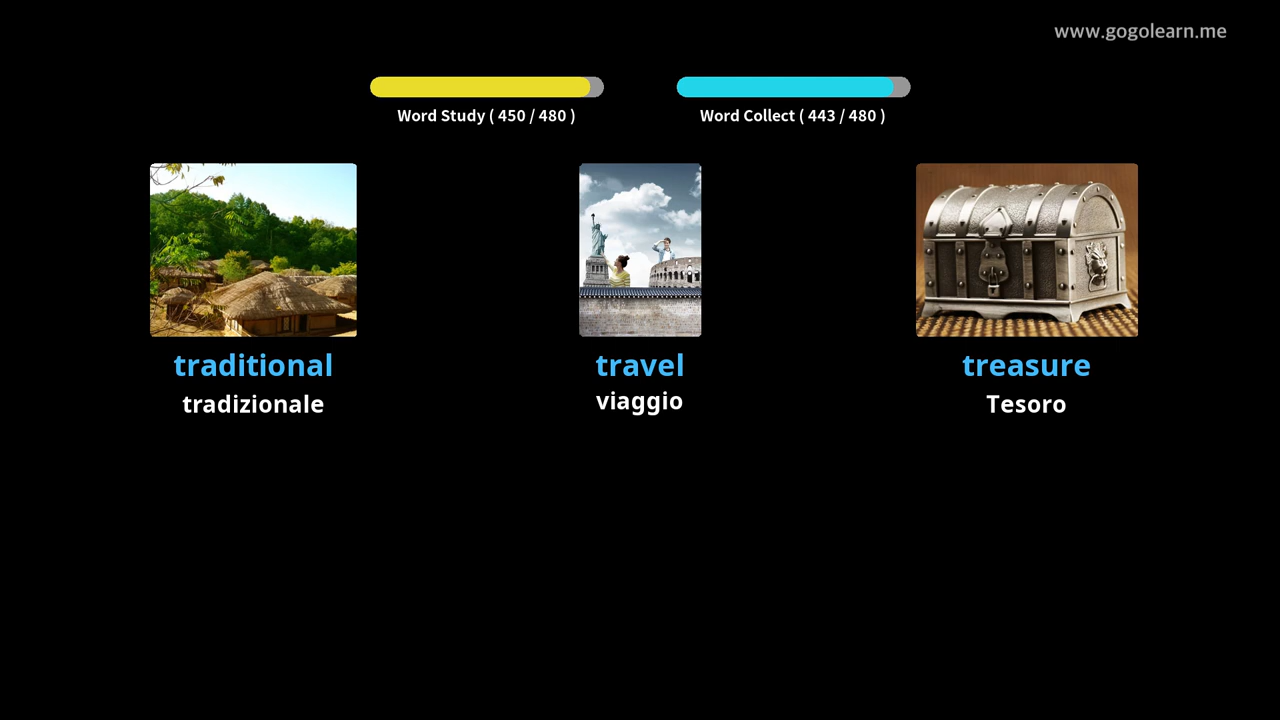 www.gogolearn.me
Word Study ( 450 / 480 )
Word Collect ( 443 / 480 )
traditional
travel
treasure
tradizionale
viaggio
Tesoro